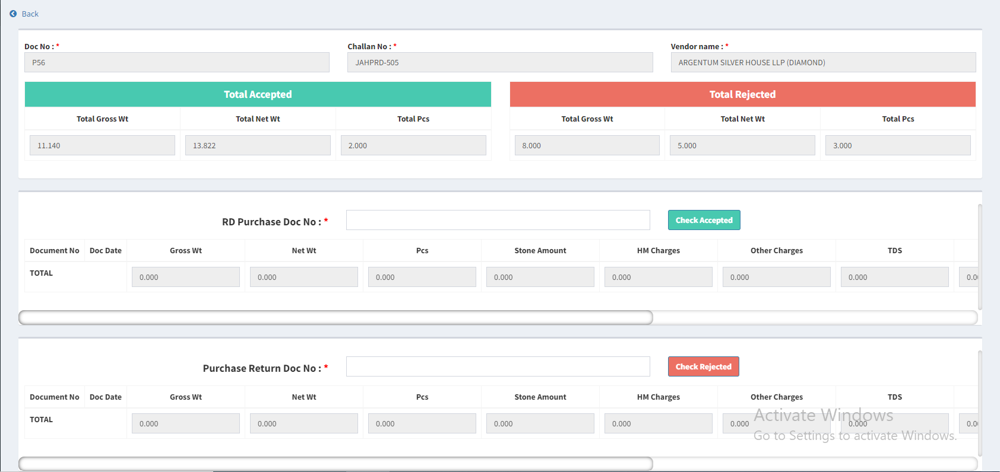 Back
Doc No : * Challan No : * Vendor name : *
P56 JAHPRD-505 ARGENTUM SILVER HOUSE LLP (DIAMOND)
Total Accepted Total Rejected
Total Gross Wt Total Net Wt Total Pcs Total Gross Wt Total Net Wt Total Pcs
11.140 13.822 2.000 8.000 5.000 3.000
RD Purchase Doc No : * Check Accepted
Document No Doc Date Gross Wt Net Wt Pcs Stone Amount HM Charges Other Charges TDS
TOTAL 0.000 0.000 0.000 0.000 0.000 0.000 0.000
Purchase Return Doc No : * Check Rejected
Document No Doc Date Gross Wt Net Wt Pcs Stone Amount HM Charges Other Charges TDS
TOTAL 0.000 0.000 0.000 0.000 0.000 0.000 0.000
Activate Windows
Go to Settings to activate Windows.